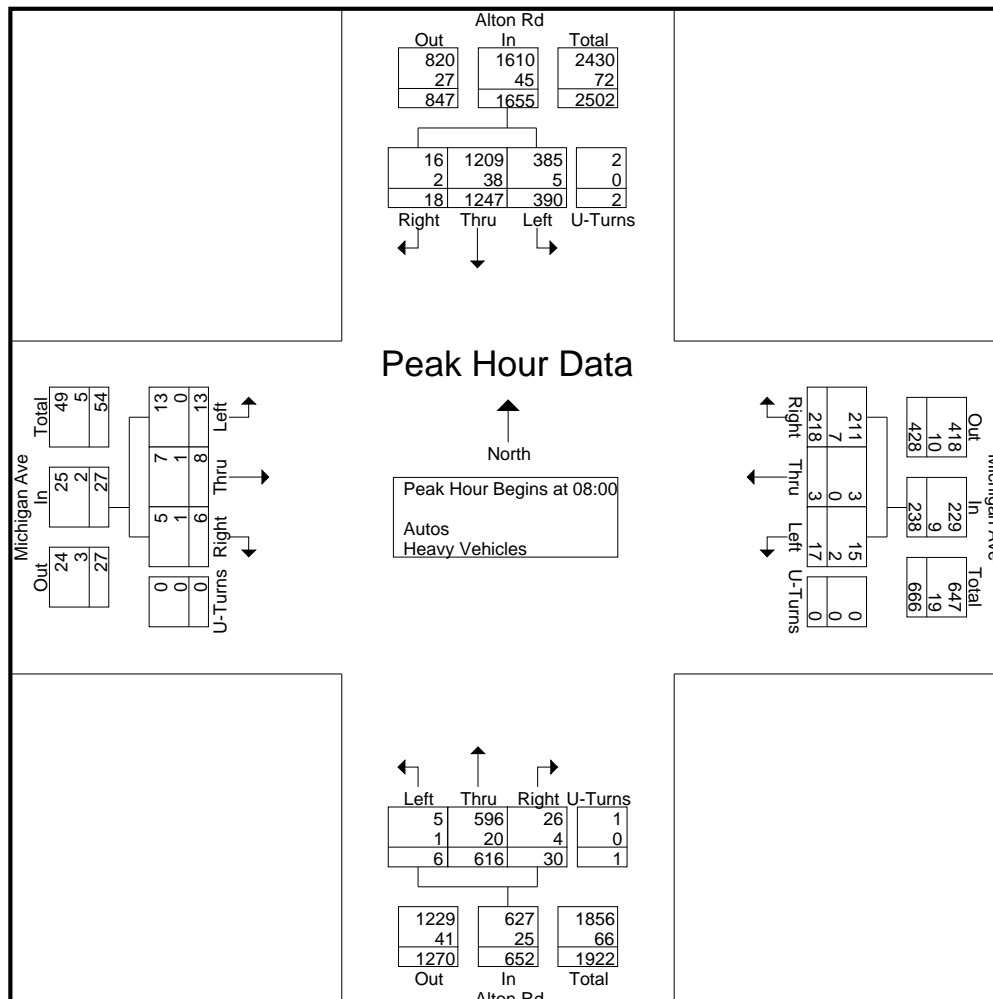 Alton Rd
Out In Total
820 1610 2430
27 45 72
847 1655 2502
16 1209 385 2
2 38 5 0
18 1247 390 2
Right Thru Left U-Turns
Peak Hour Data
North
Peak Hour Begins at 08:00
Autos
Heavy Vehicles
Michigan Ave
Out In Total
24 25 49
3 2 5
27 27 54
U-Turns Right Thru Left
0 5 7 13
0 1 1 0
0 6 8 13
Michigan Ave
Out In Total
418 229 647
10 9 19
428 238 666
Right Thru Left U-Turns
211 3 15 0
7 0 2 0
218 3 17 0
Left Thru Right U-Turns
5 596 26 1
1 20 4 0
6 616 30 1
1229 627 1856
41 25 66
1270 652 1922
Out In Total
Alton Rd